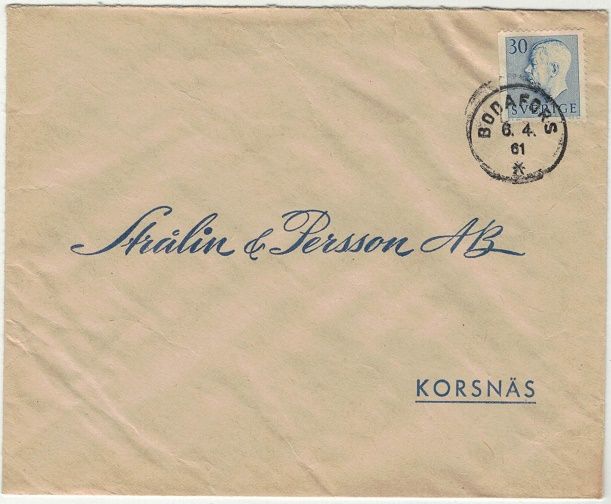 30
SVERIGE
BODAFORS
6. 4.
61
Strålin & Persson AB
KORSNÄS